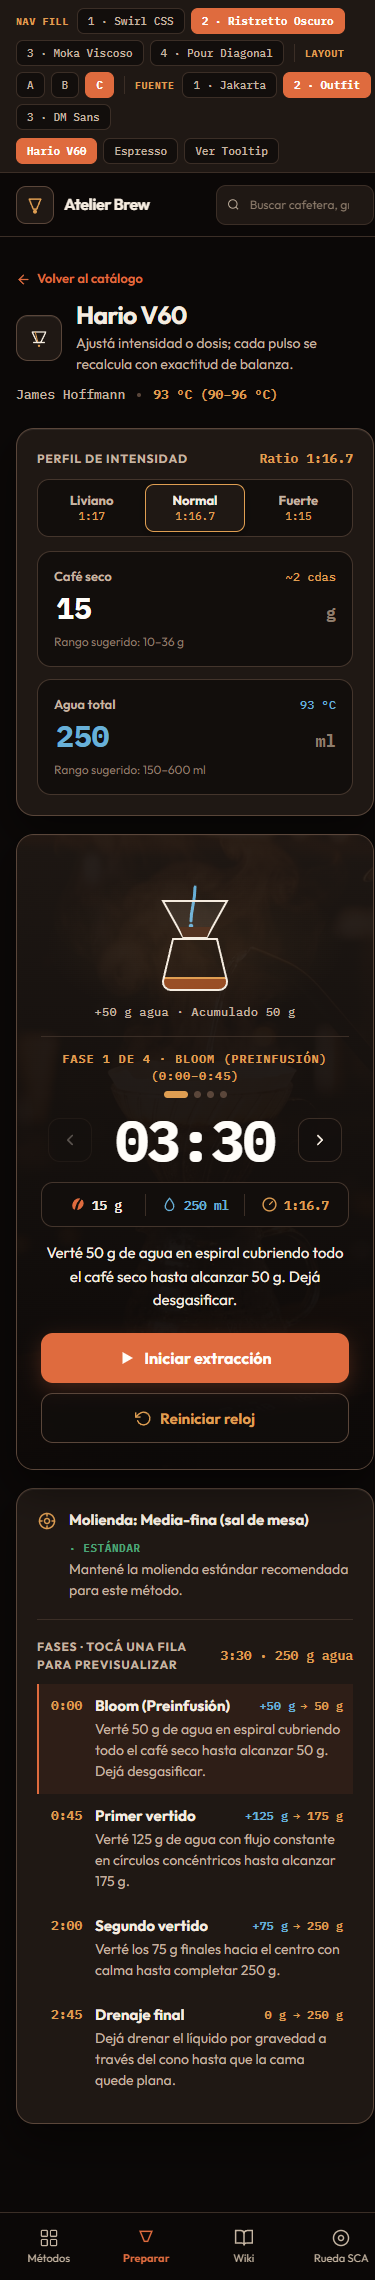 NAV FILL 1 · Swirl CSS 2 · Ristretto Oscuro
3 · Moka Viscoso 4 · Pour Diagonal LAYOUT
A B C FUENTE 1 · Jakarta 2 · Outfit
3 · DM Sans
Hario V60 Espresso Ver Tooltip
Atelier Brew Buscar cafetera, gr
← Volver al catálogo
Hario V60
Ajustá intensidad o dosis; cada pulso se
recalcula con exactitud de balanza.
James Hoffmann • 93 °C (90–96 °C)
PERFIL DE INTENSIDAD Ratio 1:16.7
Liviano Normal Fuerte
1:17 1:16.7 1:15
Café seco ~2 cdas
15 g
Rango sugerido: 10–36 g
Agua total 93 °C
250 ml
Rango sugerido: 150–600 ml
+50 g agua · Acumulado 50 g
FASE 1 DE 4 · BLOOM (PREINFUSIÓN)
(0:00–0:45)
03:30
15 g 250 ml 1:16.7
Verté 50 g de agua en espiral cubriendo todo
el café seco hasta alcanzar 50 g. Dejá
desgasificar.
Iniciar extracción
Reiniciar reloj
Molienda: Media-fina (sal de mesa)
· ESTÁNDAR
Mantené la molienda estándar recomendada
para este método.
FASES · TOCÁ UNA FILA
PARA PREVISUALIZAR 3:30 · 250 g agua
0:00 Bloom (Preinfusión) +50 g → 50 g
Verté 50 g de agua en espiral cubriendo
todo el café seco hasta alcanzar 50 g.
Dejá desgasificar.
0:45 Primer vertido +125 g → 175 g
Verté 125 g de agua con flujo constante
en círculos concéntricos hasta alcanzar
175 g.
2:00 Segundo vertido +75 g → 250 g
Verté los 75 g finales hacia el centro con
calma hasta completar 250 g.
2:45 Drenaje final 0 g → 250 g
Dejá drenar el líquido por gravedad a
través del cono hasta que la cama
quede plana.
Métodos Preparar Wiki Rueda SCA